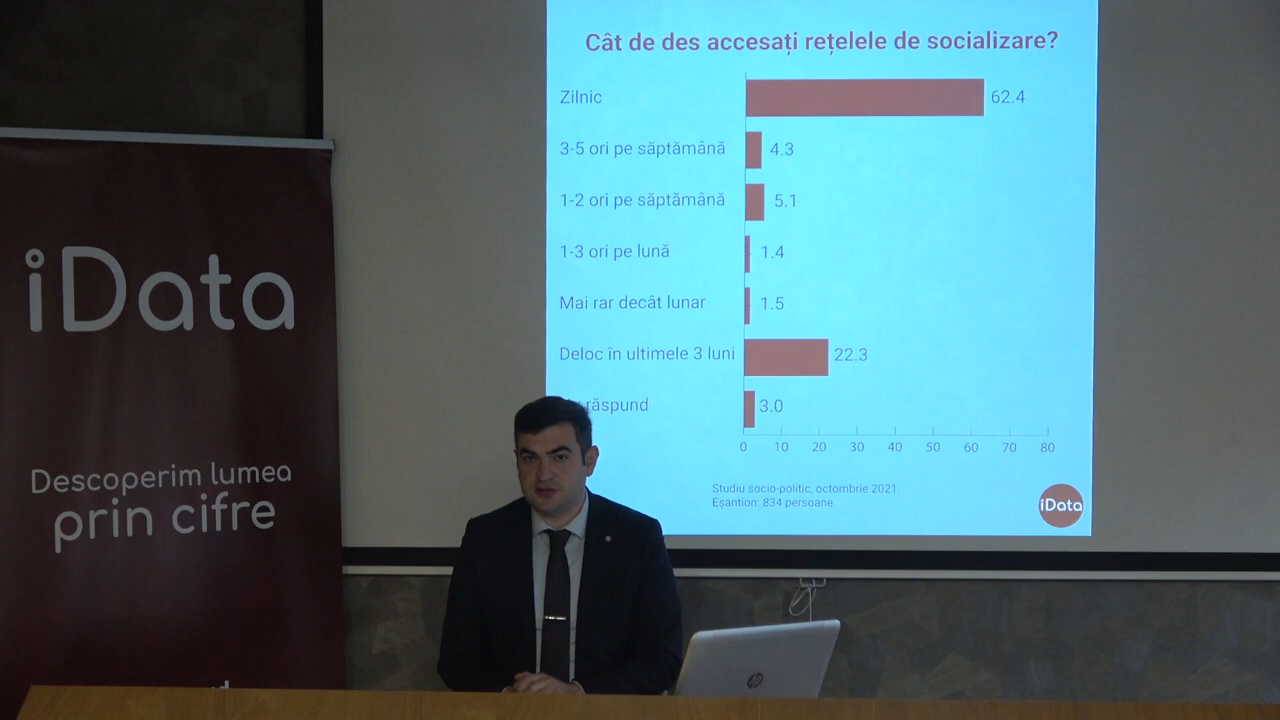 iData
Descoperim lumea
prin cifre
Cât de des accesați rețelele de socializare?
Zilnic
62.4
3-5 ori pe săptămână
4.3
1-2 ori pe săptămână
5.1
1-3 ori pe lună
1.4
Mai rar decât lunar
1.5
Deloc în ultimele 3 luni
22.3
răspund
3.0
0 10 20 30 40 50 60 70 80
Studiu socio-politic, octombrie 2021.
Eșantion: 834 persoane.
iData
hp